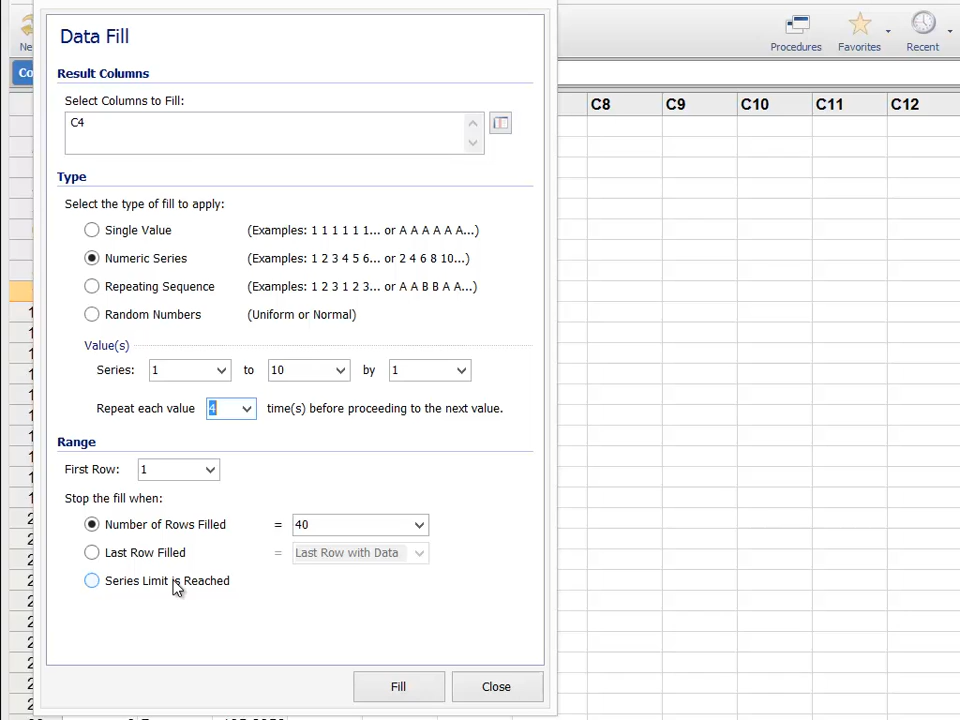 Data Fill
Ne
Procedures Favorites Recent
Co
Result Columns
Select Columns to Fill:
C8 C9 C10 C11 C12
C4
Type
Select the type of fill to apply:
Single Value (Examples: 1 1 1 1 1 1... or A A A A A A...)
Numeric Series (Examples: 1 2 3 4 5 6... or 2 4 6 8 10...)
Repeating Sequence (Examples: 1 2 3 1 2 3... or A A B B A A...)
Random Numbers (Uniform or Normal)
Value(s)
Series: 1 to 10 by 1
Repeat each value 4 time(s) before proceeding to the next value.
Range
First Row: 1
Stop the fill when:
Number of Rows Filled = 40
Last Row Filled = Last Row with Data
Series Limit is Reached
Fill Close